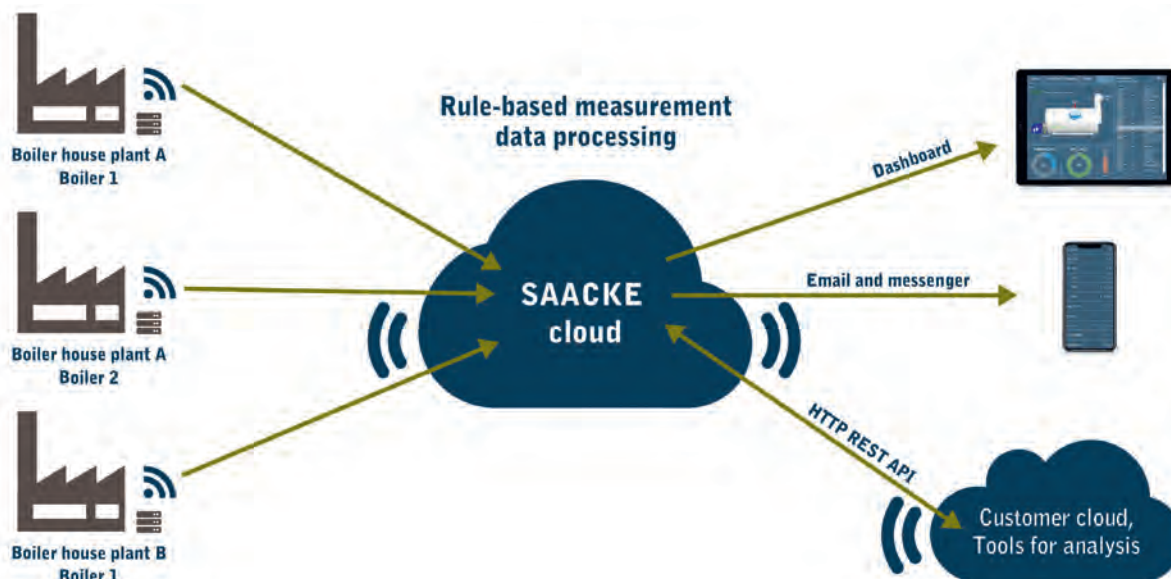 Boiler house plant A
Boiler 1
Boiler house plant A
Boiler 2
Boiler house plant B
Boiler 1
Rule-based measurement
data processing
SAACKE
cloud
Dashboard
Email and messenger
HTTP REST API
Customer cloud,
Tools for analysis